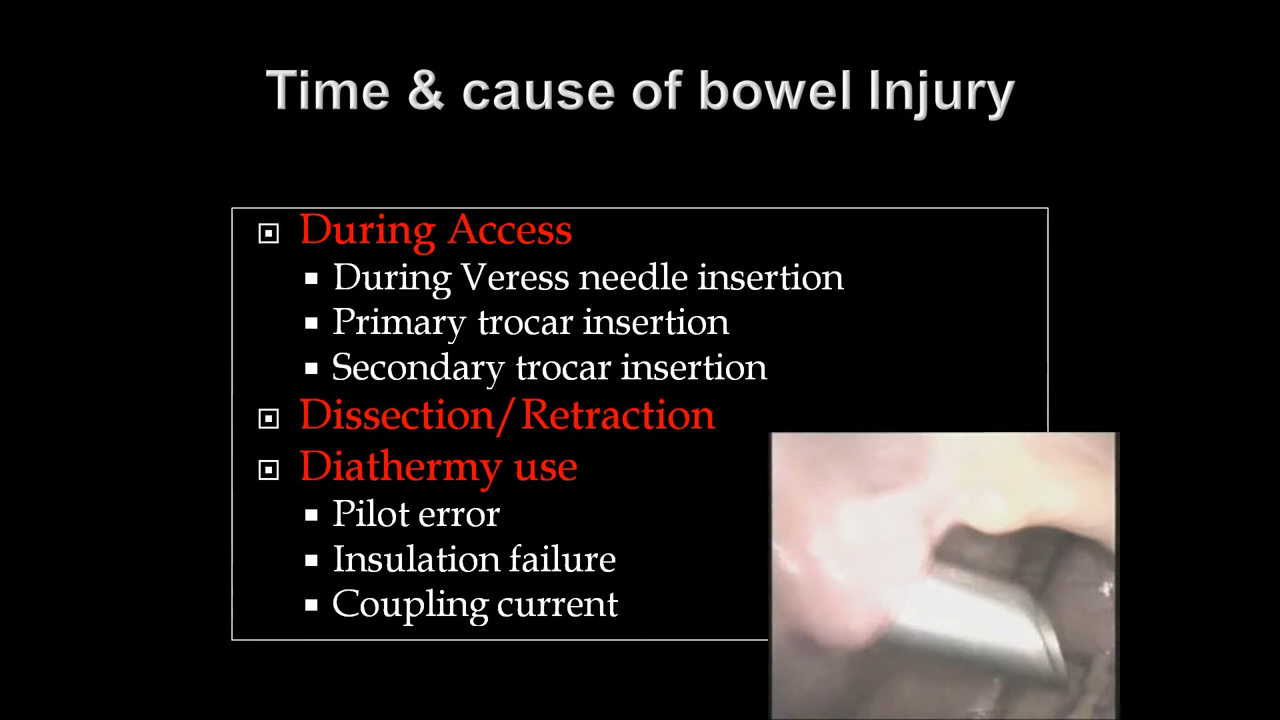 Time & cause of bowel Injury
During Access
During Veress needle insertion
Primary trocar insertion
Secondary trocar insertion
Dissection/Retraction
Diathermy use
Pilot error
Insulation failure
Coupling current